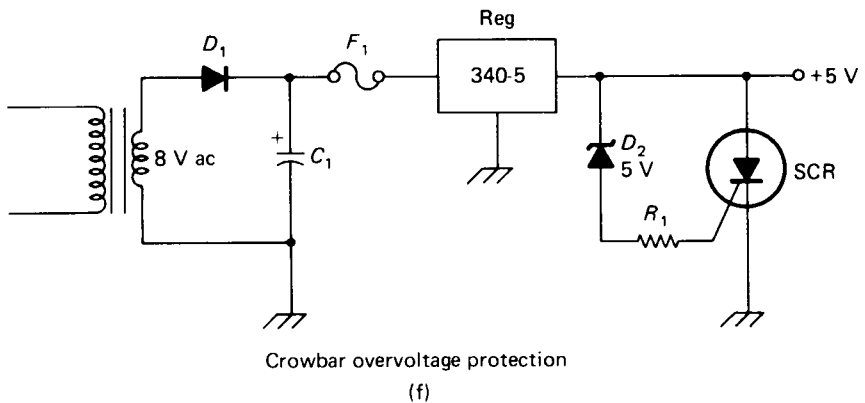 Reg
D1
F1
340-5
+5 V
8 V ac
+
C1
D2
5 V
SCR
R1
Crowbar overvoltage protection
(f)